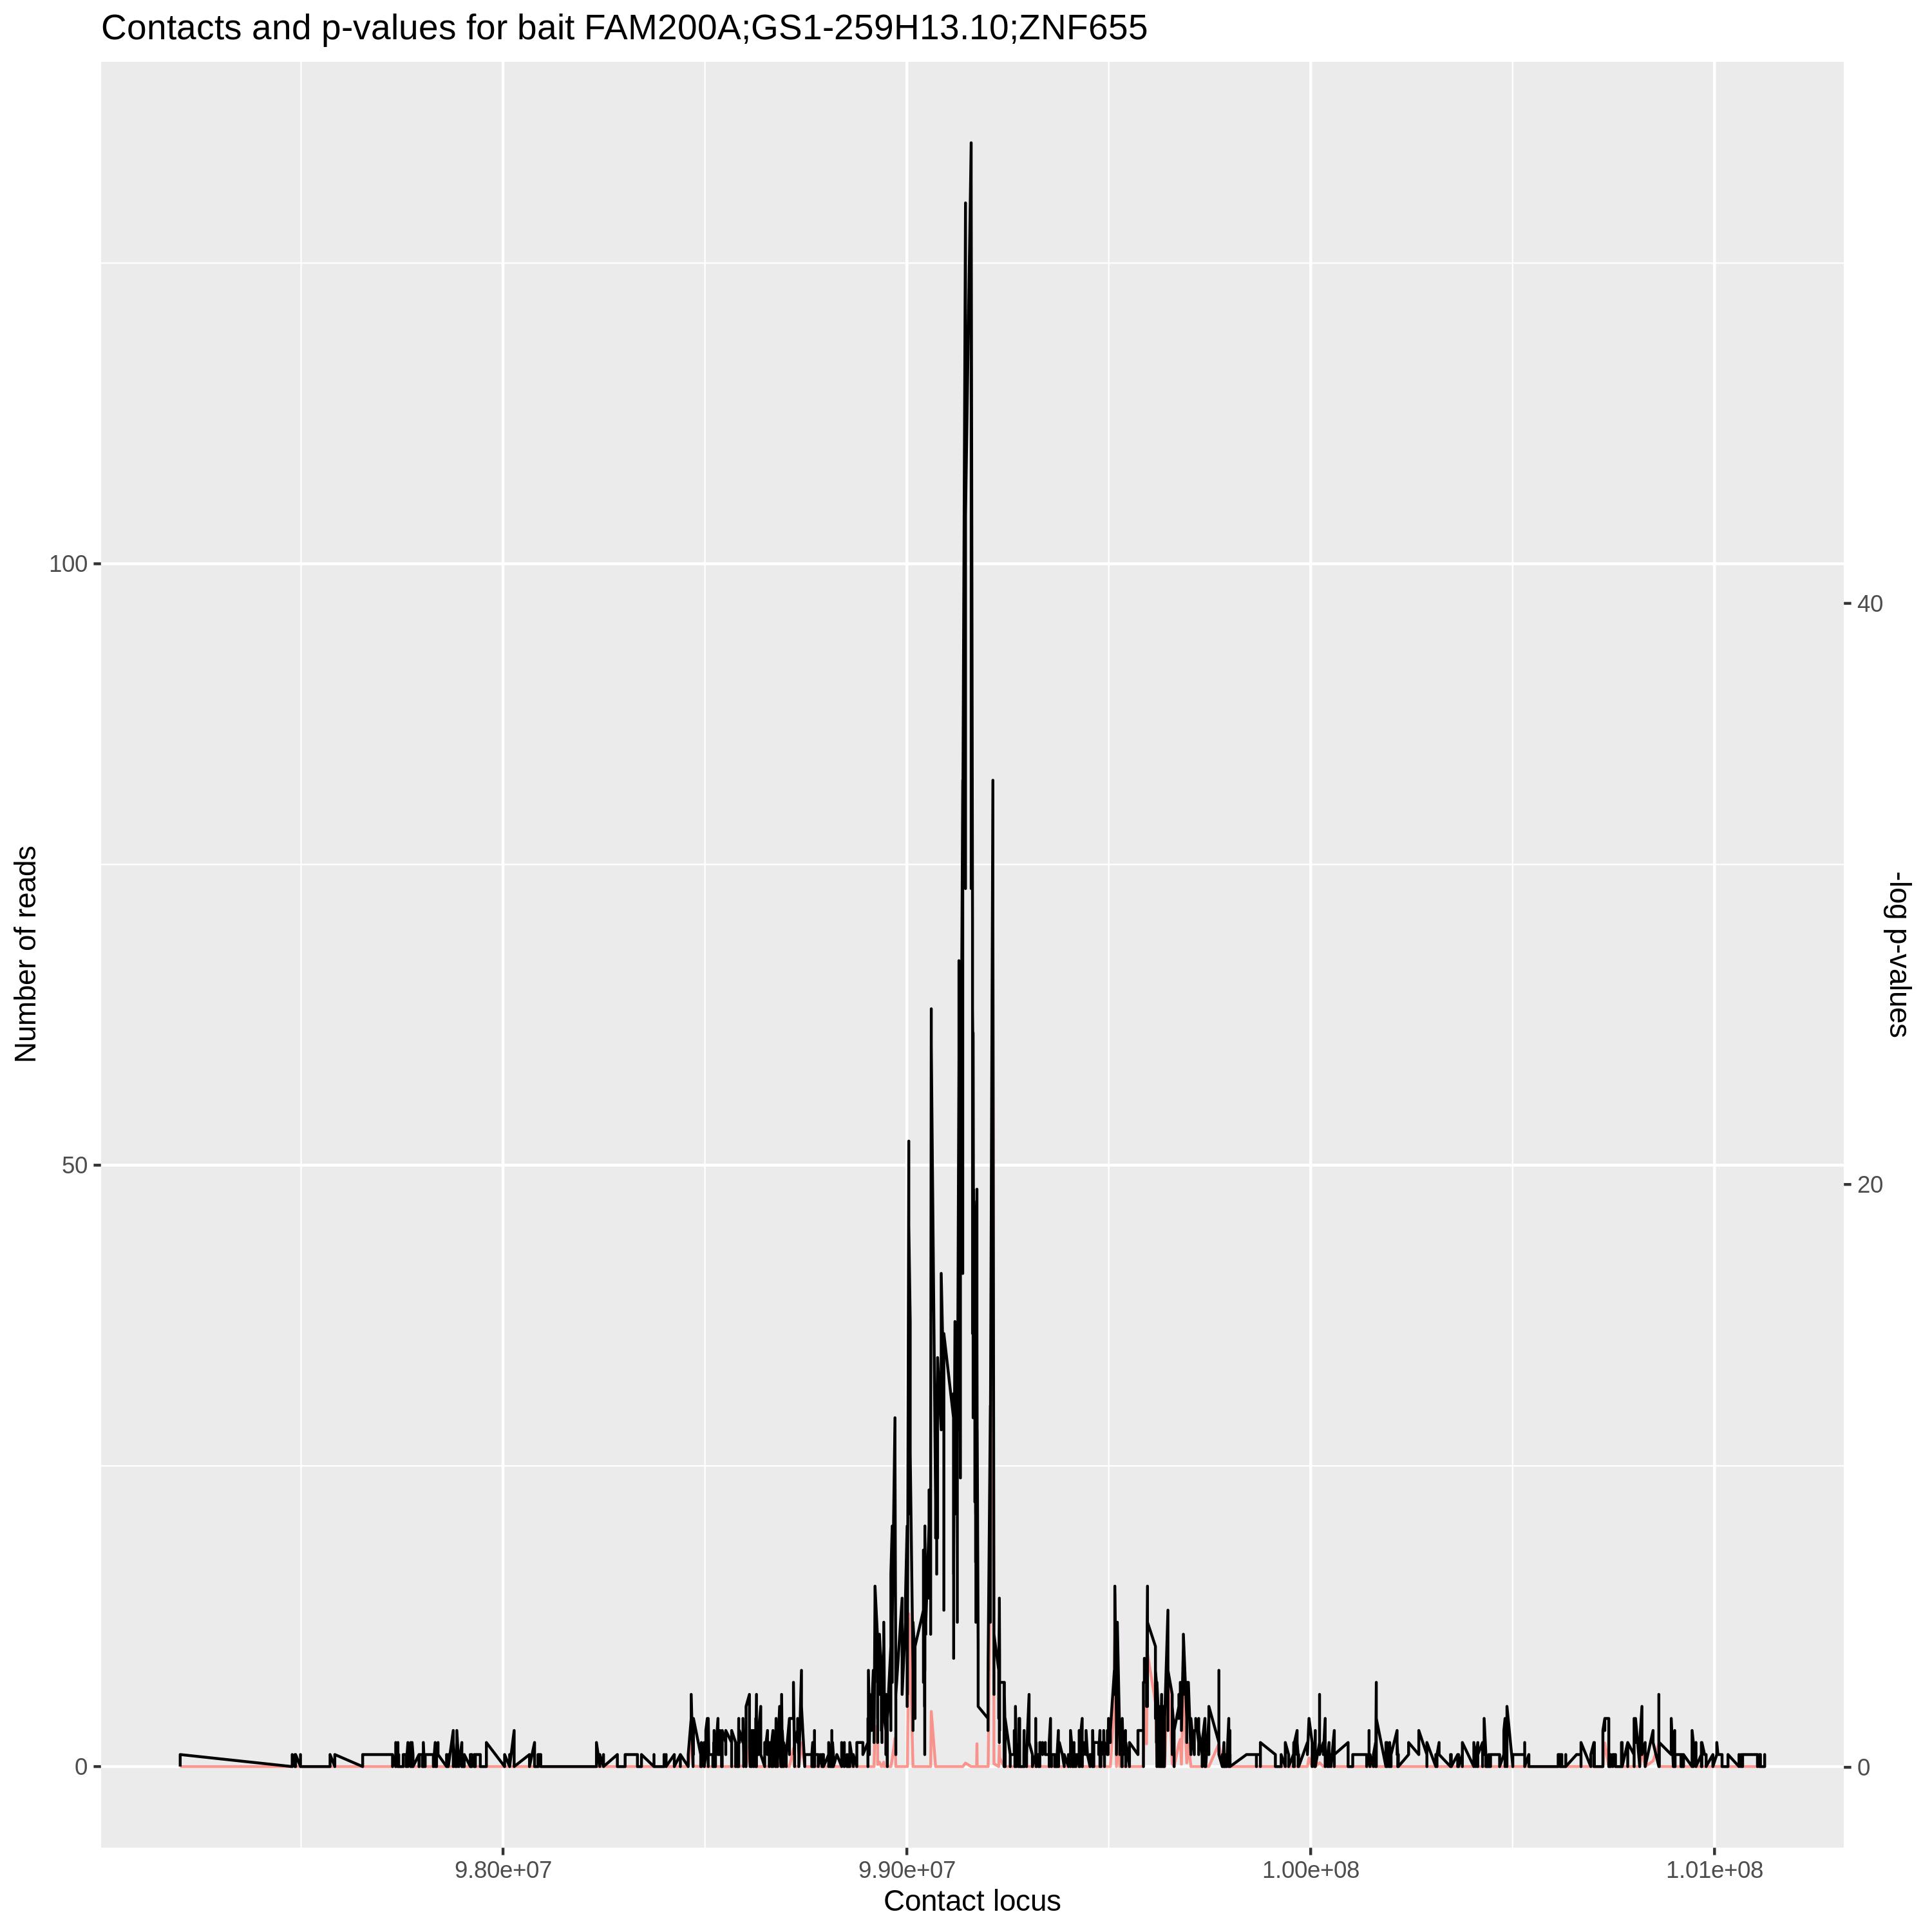 Contacts and p-values for bait FAM200A;GS1-259H13.10;ZNF655
100
50
0
Number of reads
40
20
0
-log p-values
9.80e+07
9.90e+07
1.00e+08
1.01e+08
Contact locus